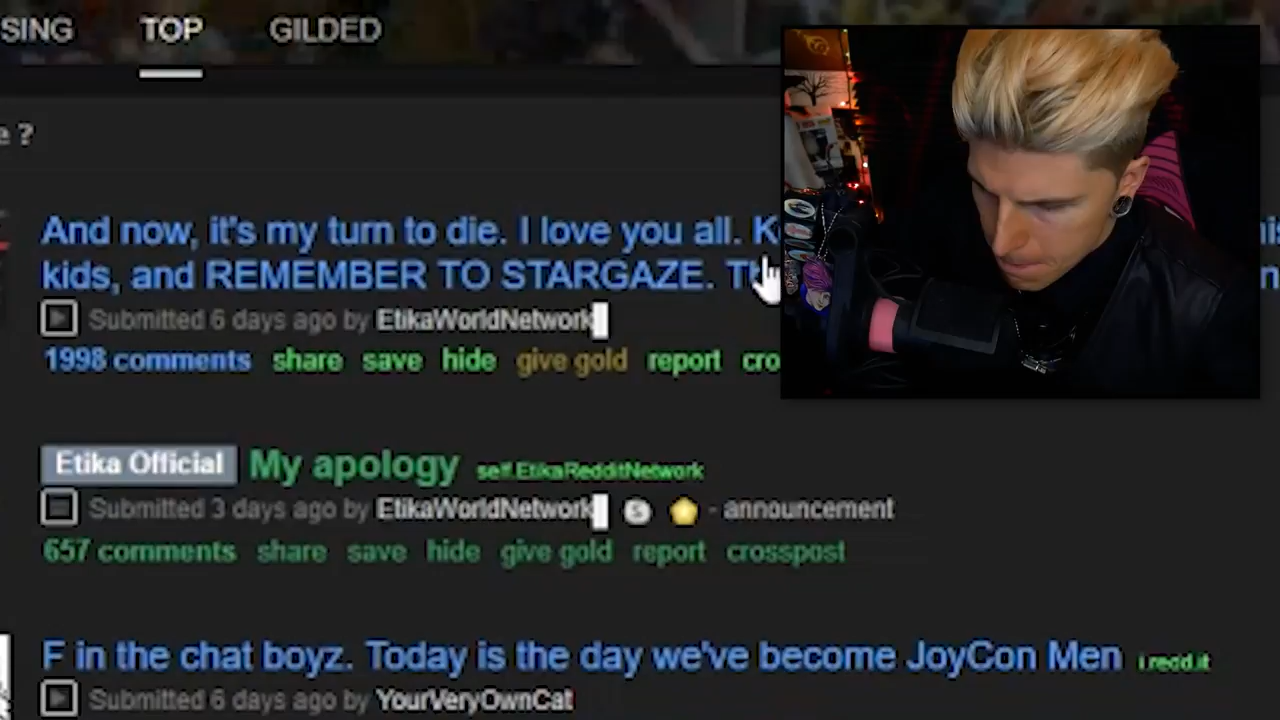 SING TOP GILDED
e ?
And now, it's my turn to die. I love you all. K
kids, and REMEMBER TO STARGAZE. Th
Submitted 6 days ago by EtikaWorldNetwork
1998 comments share save hide give gold report cro
Etika Official My apology self.EtikaRedditNetwork
Submitted 3 days ago by EtikaWorldNetwork S - announcement
657 comments share save hide give gold report crosspost
F in the chat boyz. Today is the day we've become JoyCon Men i.redd.it
Submitted 6 days ago by YourVeryOwnCat